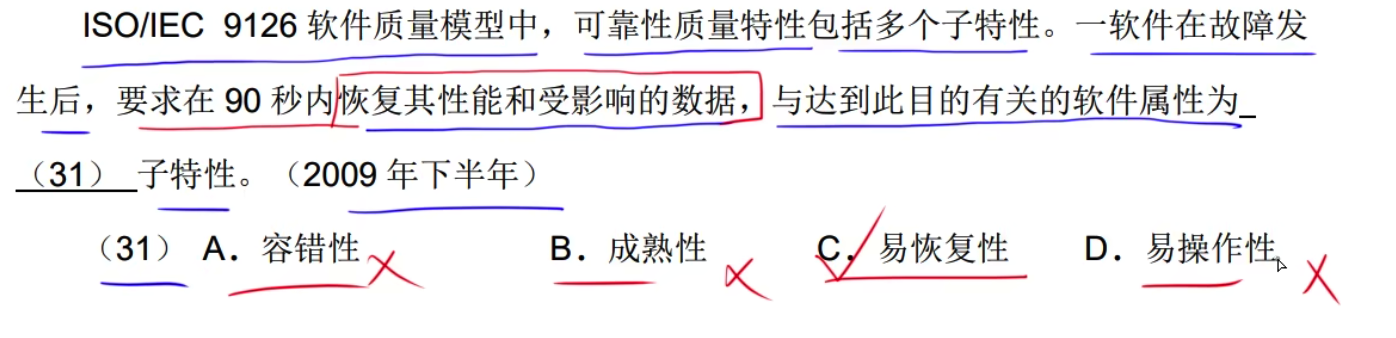 ISO/IEC 9126 软件质量模型中，可靠性质量特性包括多个子特性。一软件在故障发
生后，要求在 90 秒内恢复其性能和受影响的数据，与达到此目的有关的软件属性为_
（31） 子特性。（2009 年下半年）
（31） A．容错性 B．成熟性 C．易恢复性 D．易操作性